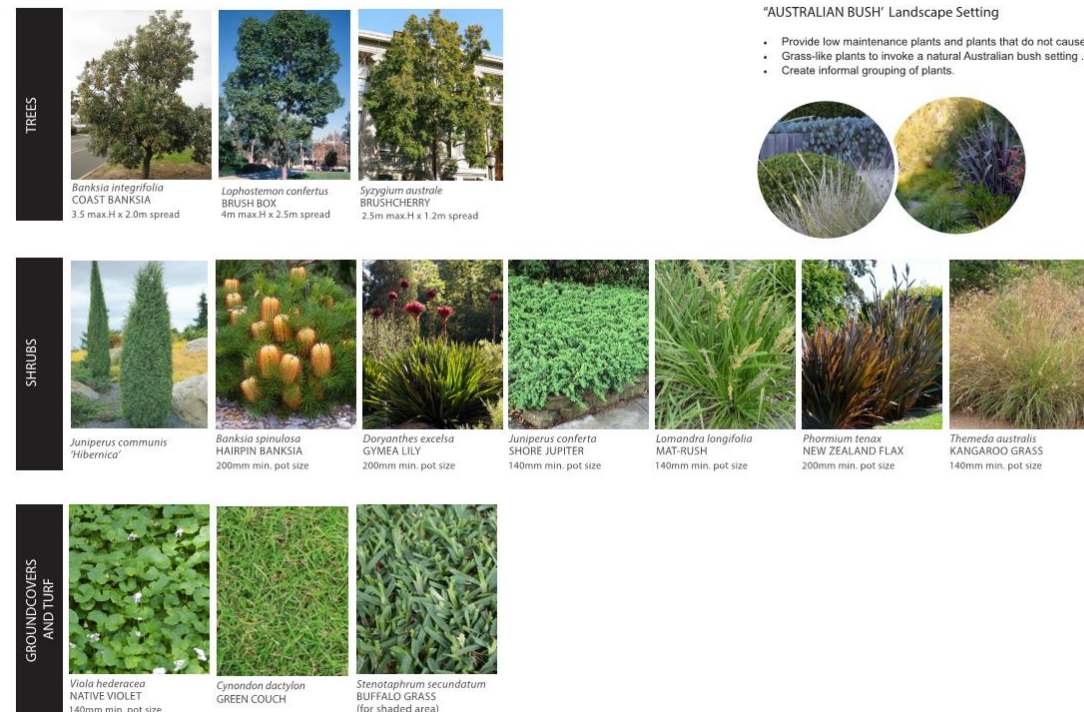 "AUSTRALIAN BUSH' Landscape Setting
• Provide low maintenance plants and plants that do not cause
• Grass-like plants to invoke a natural Australian bush setting .
• Create informal grouping of plants.
TREES
Banksia integrifolia
COAST BANKSIA
3.5 max.H x 2.0m spread
Lophostemon confertus
BRUSH BOX
4m max.H x 2.5m spread
Syzygium australe
BRUSHCHERRY
2.5m max.H x 1.2m spread
SHRUBS
Juniperus communis
'Hibernica'
Banksia spinulosa
HAIRPIN BANKSIA
200mm min. pot size
Doryanthes excelsa
GYMEA LILY
200mm min. pot size
Juniperus conferta
SHORE JUPITER
140mm min. pot size
Lomandra longifolia
MAT-RUSH
140mm min. pot size
Phormium tenax
NEW ZEALAND FLAX
200mm min. pot size
Themeda australis
KANGAROO GRASS
140mm min. pot size
GROUNDCOVERS
AND TURF
Viola hederacea
NATIVE VIOLET
140mm min. pot size
Cynondon dactylon
GREEN COUCH
Stenotaphrum secundatum
BUFFALO GRASS
(for shaded area)